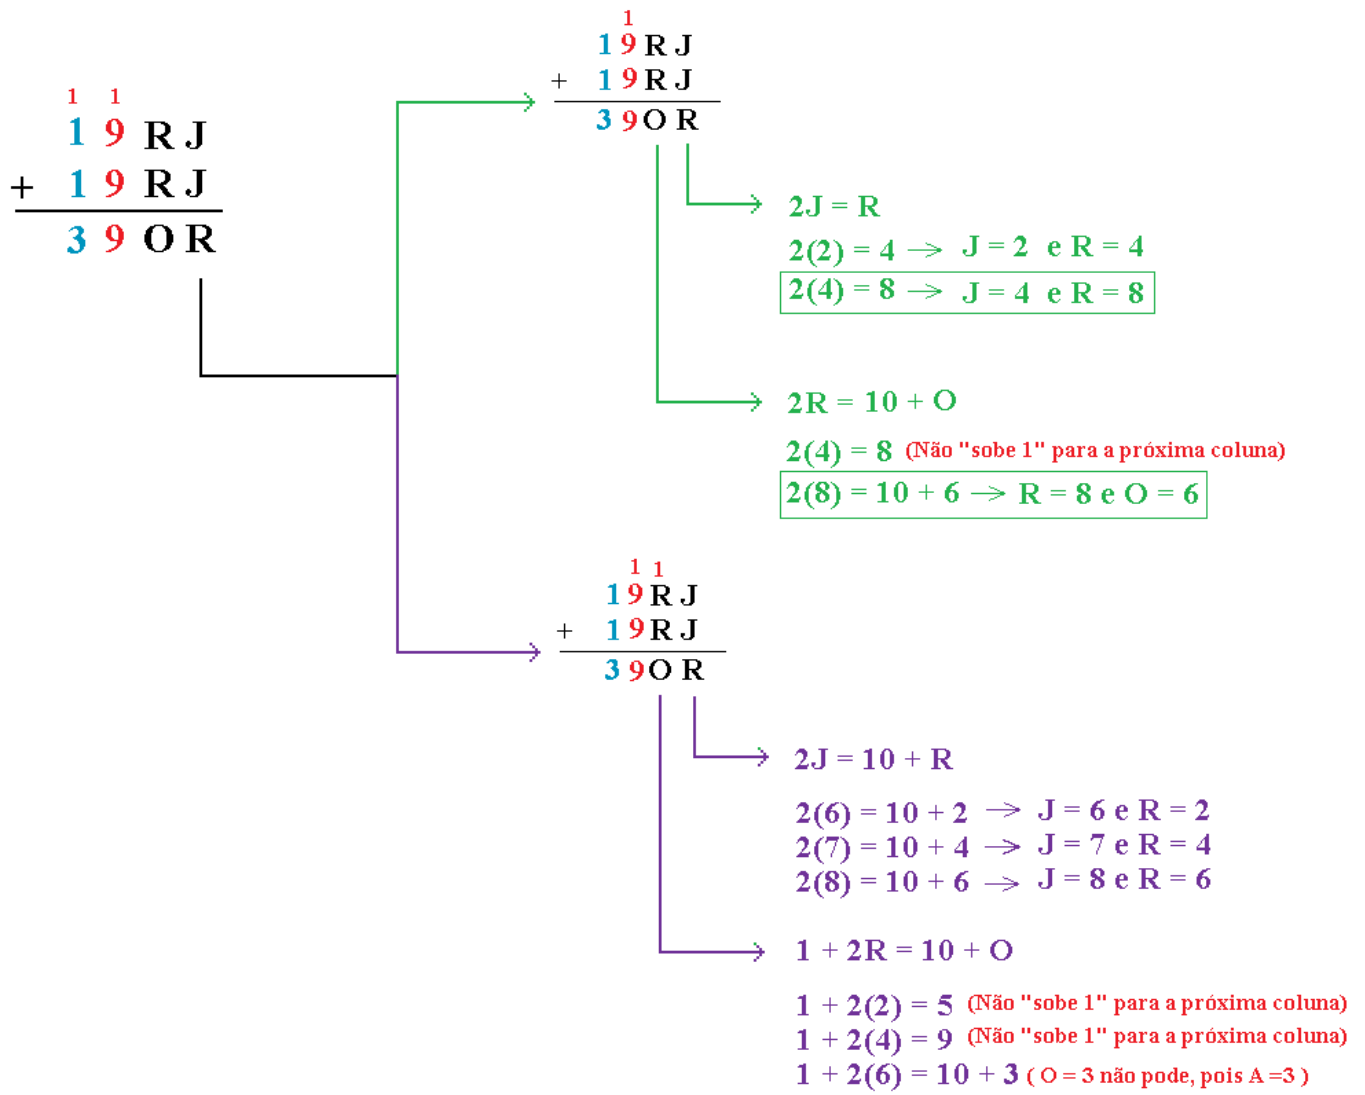 1 1
1 9 R J
+ 1 9 R J
3 9 O R
1
1 9 R J
+ 1 9 R J
3 9 O R
2J = R
2(2) = 4 → J = 2 e R = 4
2(4) = 8 → J = 4 e R = 8
2R = 10 + O
2(4) = 8 (Não "sobe 1" para a próxima coluna)
2(8) = 10 + 6 → R = 8 e O = 6
1 1
1 9 R J
+ 1 9 R J
3 9 O R
2J = 10 + R
2(6) = 10 + 2 → J = 6 e R = 2
2(7) = 10 + 4 → J = 7 e R = 4
2(8) = 10 + 6 → J = 8 e R = 6
1 + 2R = 10 + O
1 + 2(2) = 5 (Não "sobe 1" para a próxima coluna)
1 + 2(4) = 9 (Não "sobe 1" para a próxima coluna)
1 + 2(6) = 10 + 3 ( O = 3 não pode, pois A =3 )